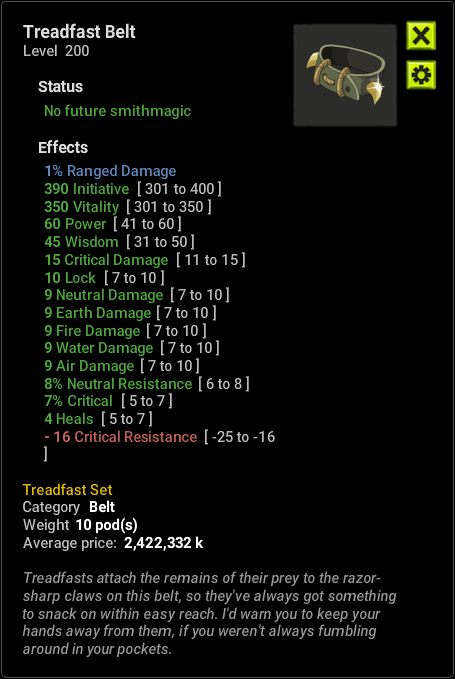 Treadfast Belt
Level 200
Status
No future smithmagic
Effects
1% Ranged Damage
390 Initiative [ 301 to 400 ]
350 Vitality [ 301 to 350 ]
60 Power [ 41 to 60 ]
45 Wisdom [ 31 to 50 ]
15 Critical Damage [ 11 to 15 ]
10 Lock [ 7 to 10 ]
9 Neutral Damage [ 7 to 10 ]
9 Earth Damage [ 7 to 10 ]
9 Fire Damage [ 7 to 10 ]
9 Water Damage [ 7 to 10 ]
9 Air Damage [ 7 to 10 ]
8% Neutral Resistance [ 6 to 8 ]
7% Critical [ 5 to 7 ]
4 Heals [ 5 to 7 ]
- 16 Critical Resistance [ -25 to -16
]
Treadfast Set
Category Belt
Weight 10 pod(s)
Average price: 2,422,332 k
Treadfasts attach the remains of their prey to the razor-
sharp claws on this belt, so they've always got something
to snack on within easy reach. I'd warn you to keep your
hands away from them, if you weren't always fumbling
around in your pockets.